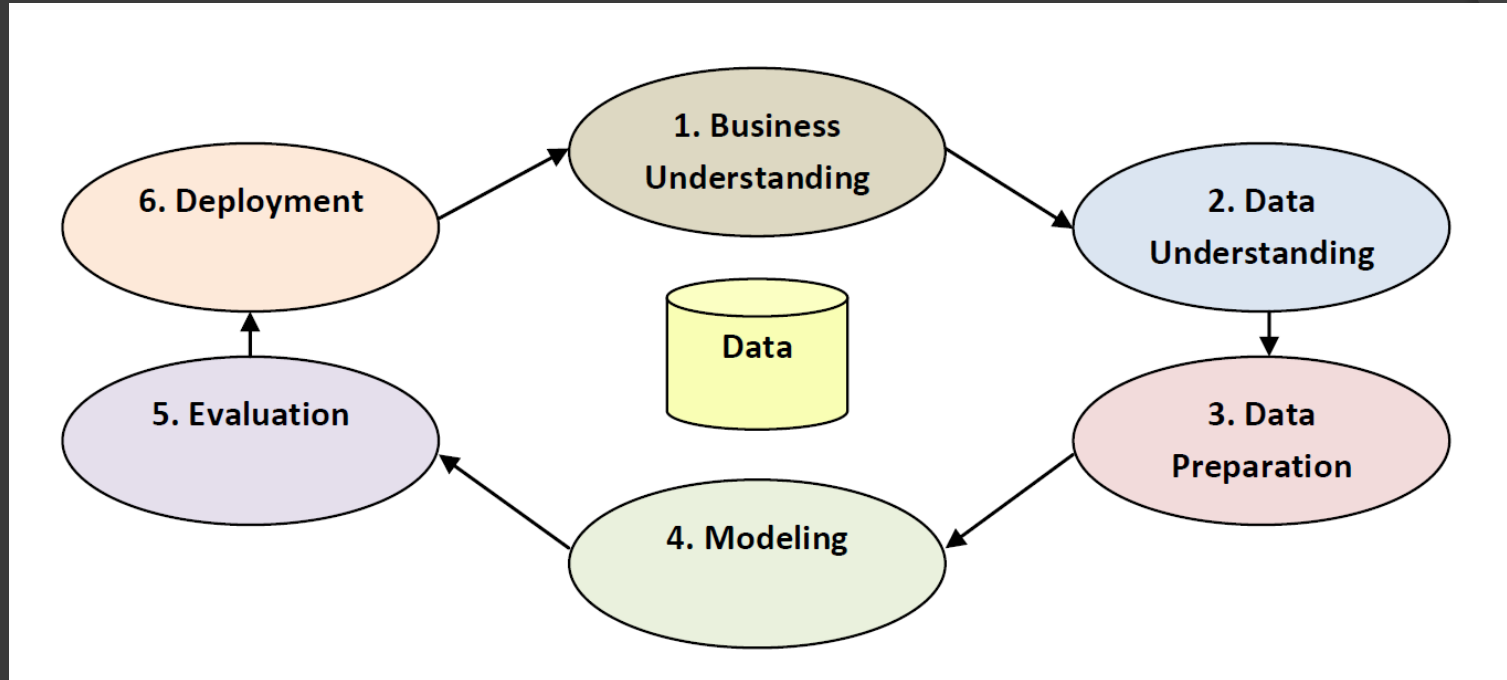 1. Business
Understanding
2. Data
Understanding
3. Data
Preparation
4. Modeling
5. Evaluation
6. Deployment
Data